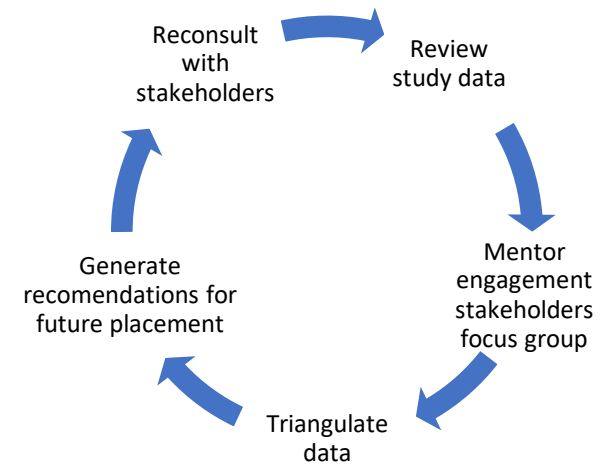 Reconsult
with
stakeholders
Review
study data
Mentor
engagement
stakeholders
focus group
Triangulate
data
Generate
recomendations for
future placement